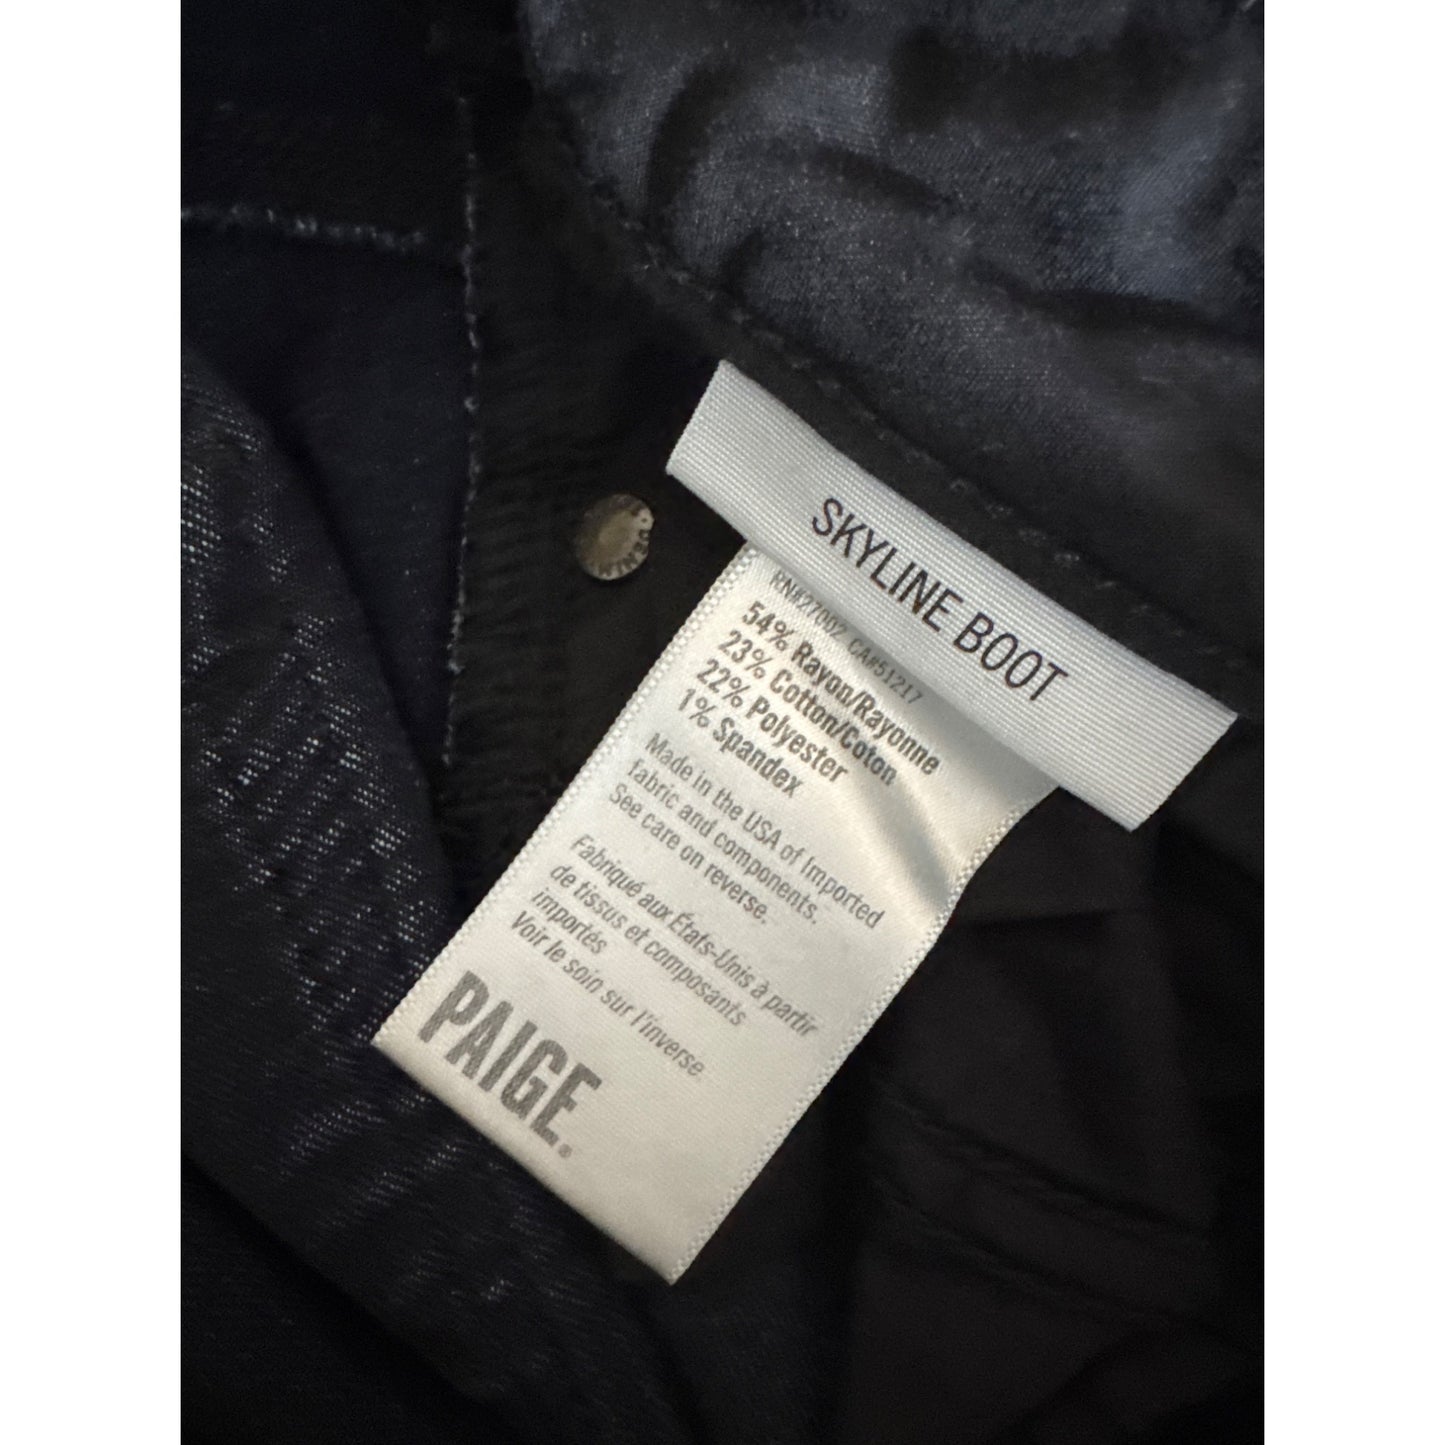 SKYLINE BOOT
RN#27002 CA#51217
54% Rayon/Rayonne
23% Cotton/Coton
22% Polyester
1% Spandex
Made in the USA of Imported
fabric and components.
See care on reverse.
Fabriqué aux États-Unis à partir
de tissus et composants
importés
Voir le soin sur l'inverse.
PAIGE®
DENIM